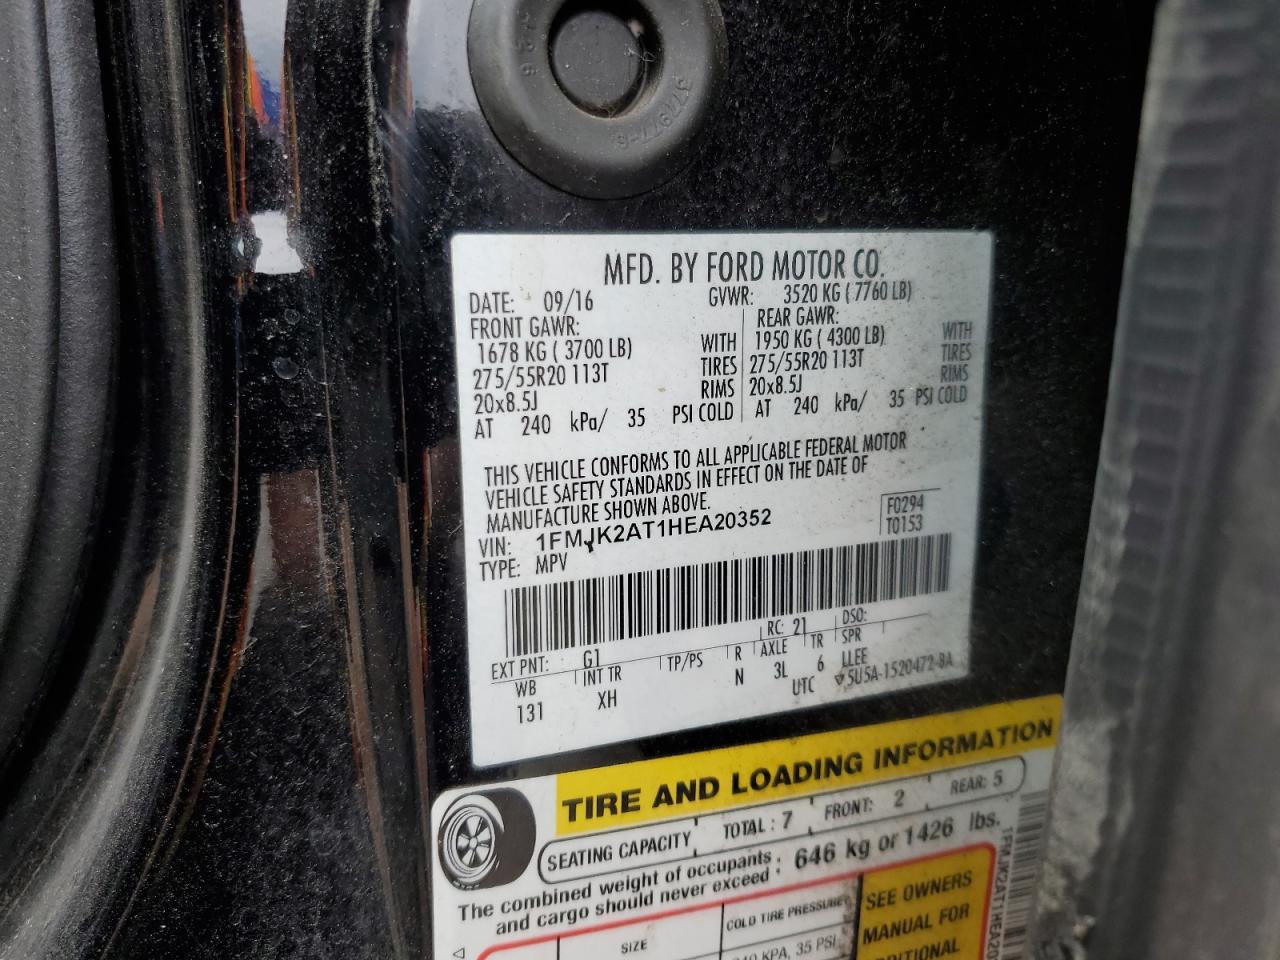 37977-S
MFD. BY FORD MOTOR CO.
DATE: 09/16 GVWR: 3520 KG ( 7760 LB)
FRONT GAWR: REAR GAWR:
1678 KG ( 3700 LB) WITH 1950 KG ( 4300 LB) WITH
275/55R20 113T TIRES 275/55R20 113T TIRES
20x8.5J RIMS 20x8.5J RIMS
AT 240 kPa/ 35 PSI COLD AT 240 kPa/ 35 PSI COLD
THIS VEHICLE CONFORMS TO ALL APPLICABLE FEDERAL MOTOR
VEHICLE SAFETY STANDARDS IN EFFECT ON THE DATE OF
MANUFACTURE SHOWN ABOVE.
VIN: 1FMJK2AT1HEA20352 F0294
TYPE: MPV T0153
EXT PNT: G1 RC: 21 DSO:
WB INT TR TP/PS R AXLE TR SPR
131 XH N 3L 6 LLEE
UTC 5U5A-1520472-BA
TIRE AND LOADING INFORMATION
SEATING CAPACITY TOTAL : 7 FRONT: 2 REAR: 5
The combined weight of occupants
and cargo should never exceed : 646 kg or 1426 lbs.
SIZE COLD TIRE PRESSURE SEE OWNERS
240 KPA, 35 PSI MANUAL FOR
1FMJK2AT1HEA20